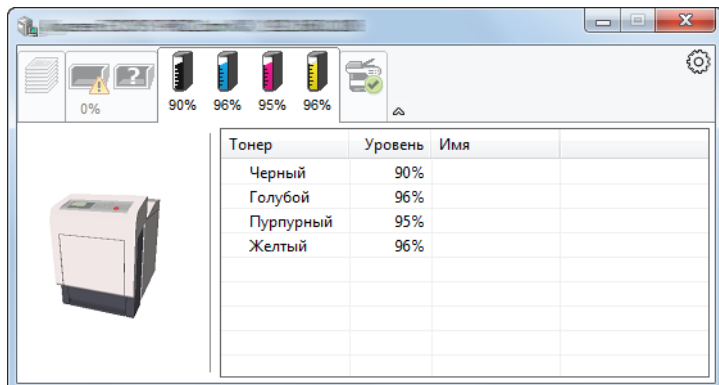 0%
90% 96% 95% 96%
Тонер Уровень Имя
Черный 90%
Голубой 96%
Пурпурный 95%
Желтый 96%